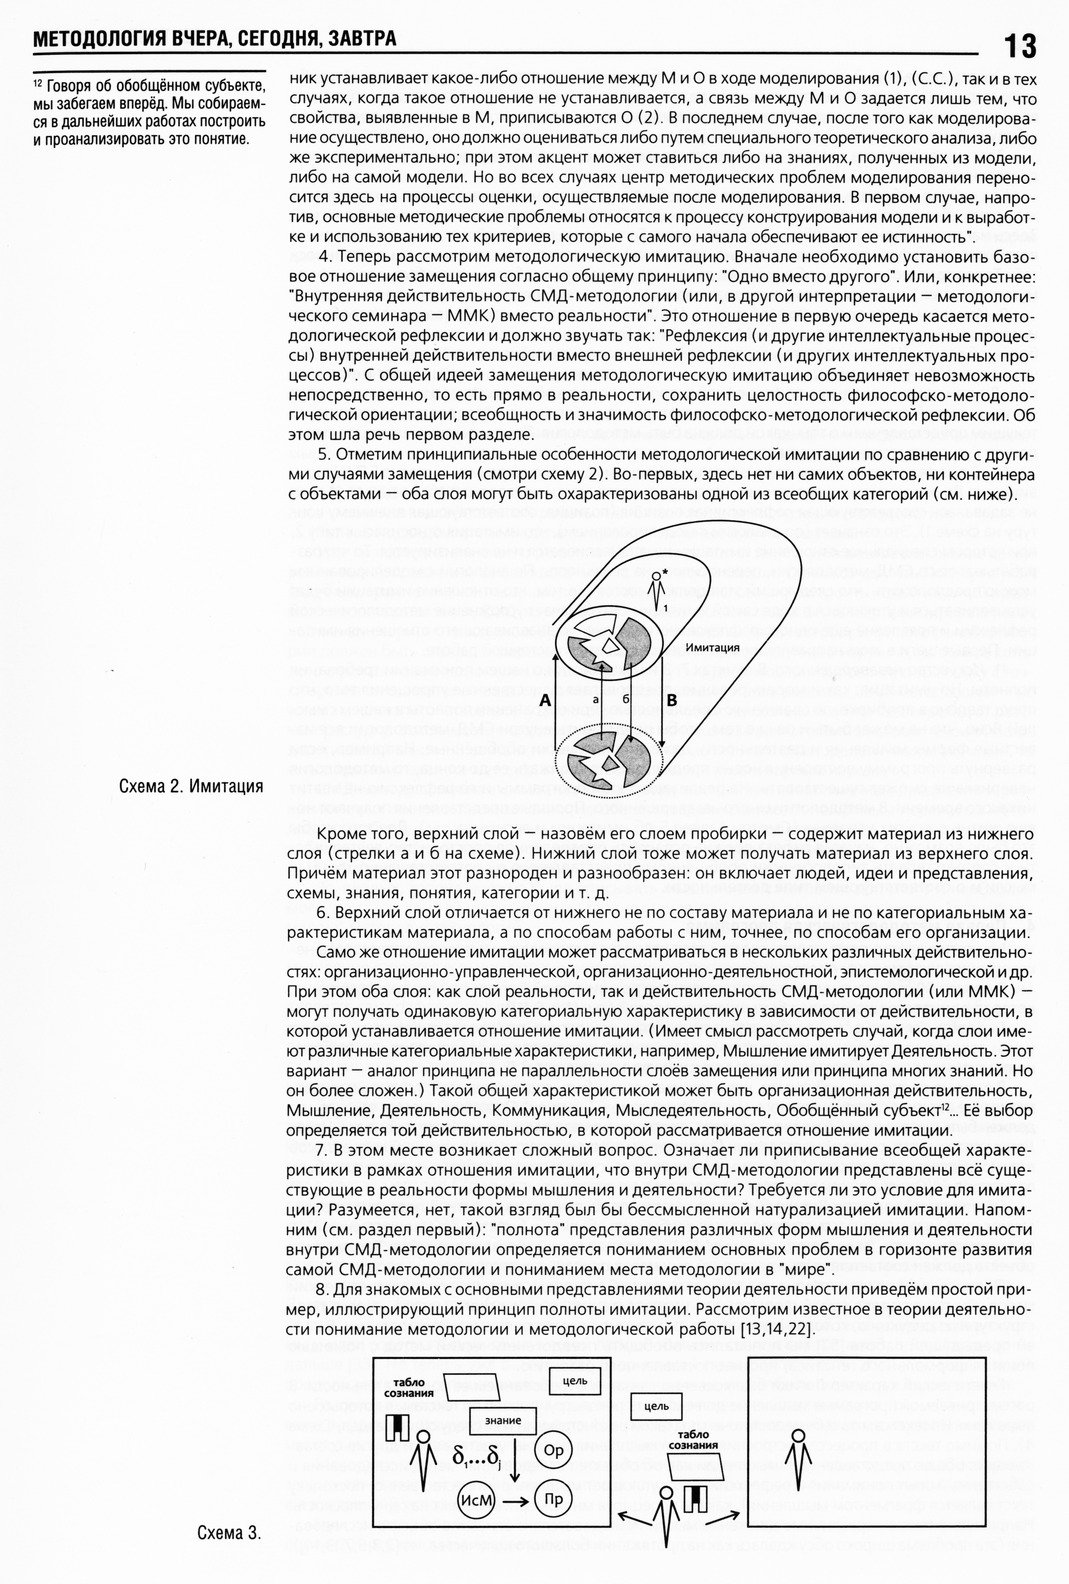 МЕТОДОЛОГИЯ ВЧЕРА, СЕГОДНЯ, ЗАВТРА
13
¹² Говоря об обобщённом субъекте,
мы забегаем вперёд. Мы собираем-
ся в дальнейших работах построить
и проанализировать это понятие.
ник устанавливает какое-либо отношение между М и О в ходе моделирования (1), (С.С.), так и в тех
случаях, когда такое отношение не устанавливается, а связь между М и О задается лишь тем, что
свойства, выявленные в М, приписываются О (2). В последнем случае, после того как моделирова-
ние осуществлено, оно должно оцениваться либо путем специального теоретического анализа, либо
же экспериментально; при этом акцент может ставиться либо на знаниях, полученных из модели,
либо на самой модели. Но во всех случаях центр методических проблем моделирования перено-
сится здесь на процессы оценки, осуществляемые после моделирования. В первом случае, напро-
тив, основные методические проблемы относятся к процессу конструирования модели и к выработ-
ке и использованию тех критериев, которые с самого начала обеспечивают ее истинность".
4. Теперь рассмотрим методологическую имитацию. Вначале необходимо установить базо-
вое отношение замещения согласно общему принципу: "Одно вместо другого". Или, конкретнее:
"Внутренняя действительность СМД-методологии (или, в другой интерпретации — методологи-
ческого семинара — ММК) вместо реальности". Это отношение в первую очередь касается мето-
дологической рефлексии и должно звучать так: "Рефлексия (и другие интеллектуальные процес-
сы) внутренней действительности вместо внешней рефлексии (и других интеллектуальных про-
цессов)". С общей идеей замещения методологическую имитацию объединяет невозможность
непосредственно, то есть прямо в реальности, сохранить целостность философско-методоло-
гической ориентации; всеобщность и значимость философско-методологической рефлексии. Об
этом шла речь первом разделе.
5. Отметим принципиальные особенности методологической имитации по сравнению с други-
ми случаями замещения (смотри схему 2). Во-первых, здесь нет ни самих объектов, ни контейнера
с объектами — оба слоя могут быть охарактеризованы одной из всеобщих категорий (см. ниже).
*
1
Имитация
А
а
б
В
Схема 2. Имитация
Кроме того, верхний слой — назовём его слоем пробирки — содержит материал из нижнего
слоя (стрелки а и б на схеме). Нижний слой тоже может получать материал из верхнего слоя.
Причём материал этот разнороден и разнообразен: он включает людей, идеи и представления,
схемы, знания, понятия, категории и т. д.
6. Верхний слой отличается от нижнего не по составу материала и не по категориальным ха-
рактеристикам материала, а по способам работы с ним, точнее, по способам его организации.
Само же отношение имитации может рассматриваться в нескольких различных действительно-
стях: организационно-управленческой, организационно-деятельностной, эпистемологической и др.
При этом оба слоя: как слой реальности, так и действительность СМД-методологии (или ММК) —
могут получать одинаковую категориальную характеристику в зависимости от действительности, в
которой устанавливается отношение имитации. (Имеет смысл рассмотреть случай, когда слои име-
ют различные категориальные характеристики, например, Мышление имитирует Деятельность. Этот
вариант — аналог принципа не параллельности слоёв замещения или принципа многих знаний. Но
он более сложен.) Такой общей характеристикой может быть организационная действительность,
Мышление, Деятельность, Коммуникация, Мыследеятельность, Обобщённый субъект¹²... Её выбор
определяется той действительностью, в которой рассматривается отношение имитации.
7. В этом месте возникает сложный вопрос. Означает ли приписывание всеобщей характе-
ристики в рамках отношения имитации, что внутри СМД-методологии представлены всё суще-
ствующие в реальности формы мышления и деятельности? Требуется ли это условие для имита-
ции? Разумеется, нет, такой взгляд был бы бессмысленной натурализацией имитации. Напом-
ним (см. раздел первый): "полнота" представления различных форм мышления и деятельности
внутри СМД-методологии определяется пониманием основных проблем в горизонте развития
самой СМД-методологии и пониманием места методологии в "мире".
8. Для знакомых с основными представлениями теории деятельности приведём простой при-
мер, иллюстрирующий принцип полноты имитации. Рассмотрим известное в теории деятельно-
сти понимание методологии и методологической работы [13,14,22].
табло
сознания
цель
знание
δ₁...δⱼ
Ор
ИсМ
Пр
цель
табло
сознания
Схема 3.